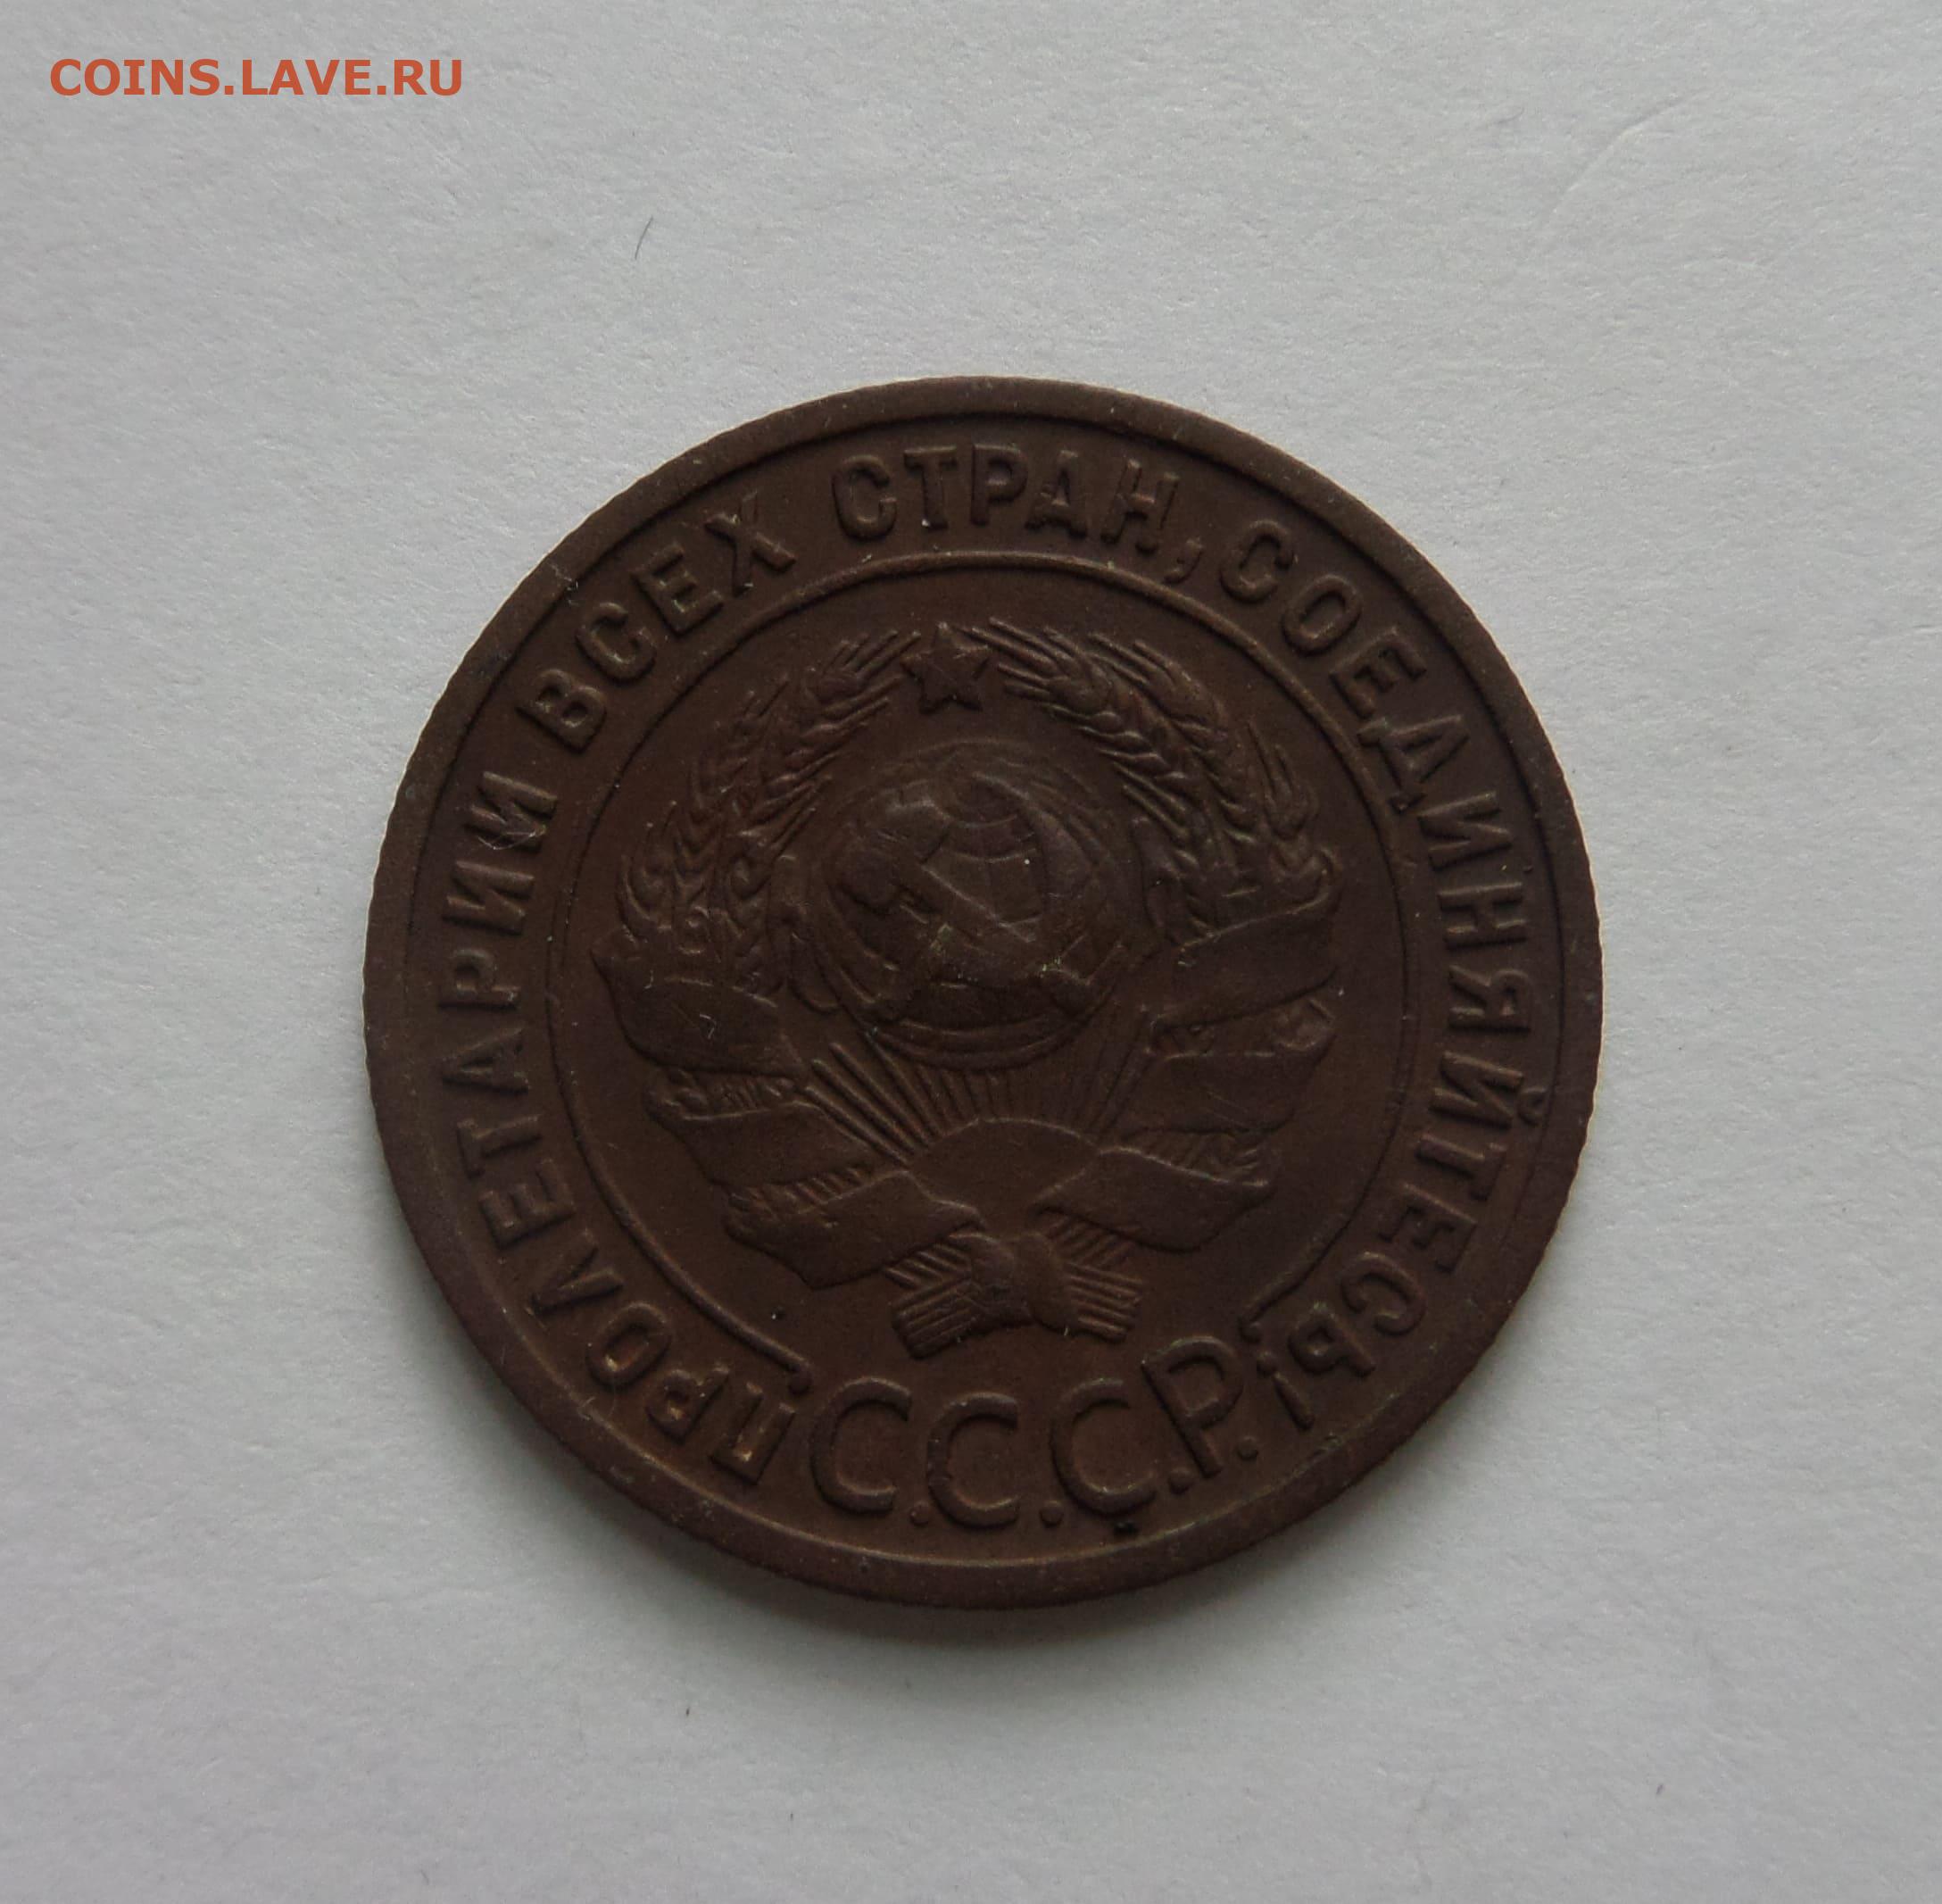 COINS.LAVE.RU
ПРОЛЕТАРИИ ВСЕХ СТРАН, СОЕДИНЯЙТЕСЬ!
С.С.С.Р.